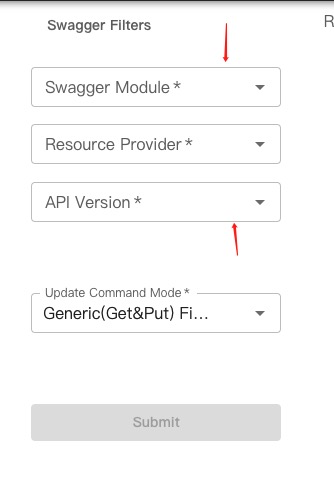 Swagger Filters
R
Swagger Module *
Resource Provider *
API Version *
Update Command Mode *
Generic(Get&Put) Fi...
Submit